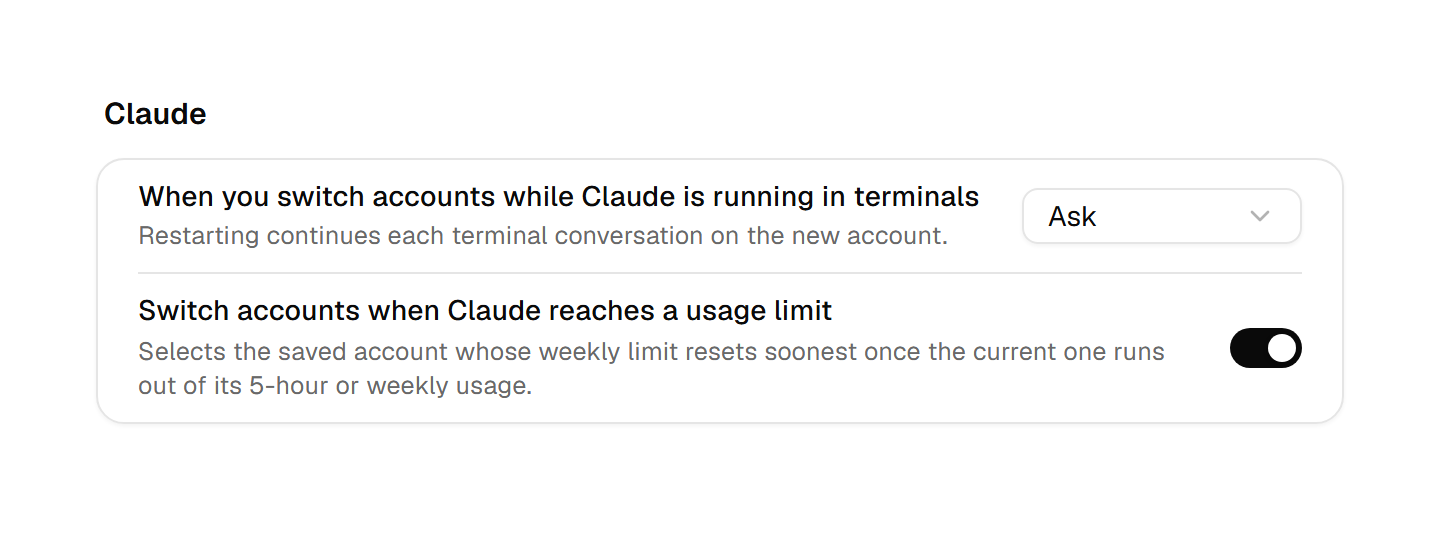 Claude
When you switch accounts while Claude is running in terminals
Restarting continues each terminal conversation on the new account.
Ask
Switch accounts when Claude reaches a usage limit
Selects the saved account whose weekly limit resets soonest once the current one runs
out of its 5-hour or weekly usage.